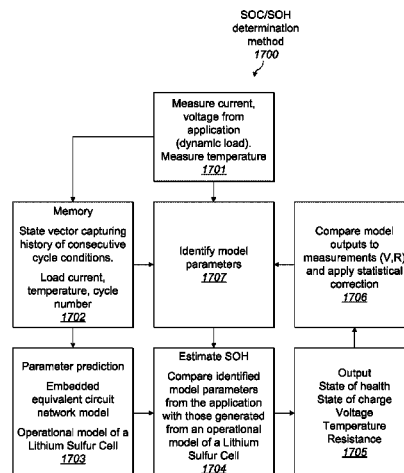 SOC/SOH
determination
method
1700
Measure current,
voltage from
application
(dynamic load).
Measure temperature
1701
Memory
State vector capturing
history of consecutive
cycle conditions.
Load current,
temperature, cycle
number
1702
Identify model
parameters
1707
Compare model
outputs to
measurements (V,R)
and apply statistical
correction
1706
Parameter prediction
Embedded
equivalent circuit
network model
Operational model of a
Lithium Sulfur Cell
1703
Estimate SOH
Compare identified
model parameters
from the application
with those generated
from an operational
model of a Lithium
Sulfur Cell 1704
Output
State of health
State of charge
Voltage
Temperature
Resistance
1705